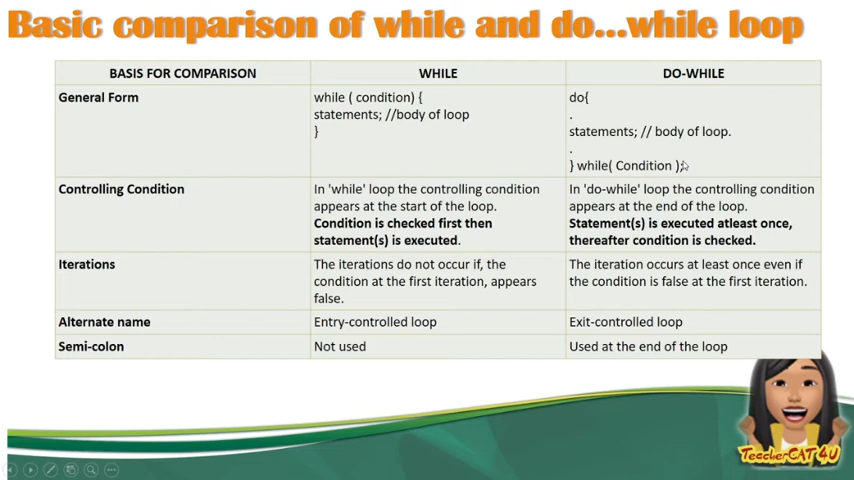 Basic comparison of while and do...while loop
BASIS FOR COMPARISON
WHILE
DO-WHILE
General Form
while ( condition) {
statements; //body of loop
}
do{
.
statements; // body of loop.
.
} while( Condition );
Controlling Condition
In 'while' loop the controlling condition
appears at the start of the loop.
Condition is checked first then
statement(s) is executed.
In 'do-while' loop the controlling condition
appears at the end of the loop.
Statement(s) is executed atleast once,
thereafter condition is checked.
Iterations
The iterations do not occur if, the
condition at the first iteration, appears
false.
The iteration occurs at least once even if
the condition is false at the first iteration.
Alternate name
Entry-controlled loop
Exit-controlled loop
Semi-colon
Not used
Used at the end of the loop
TeacherCAT4U